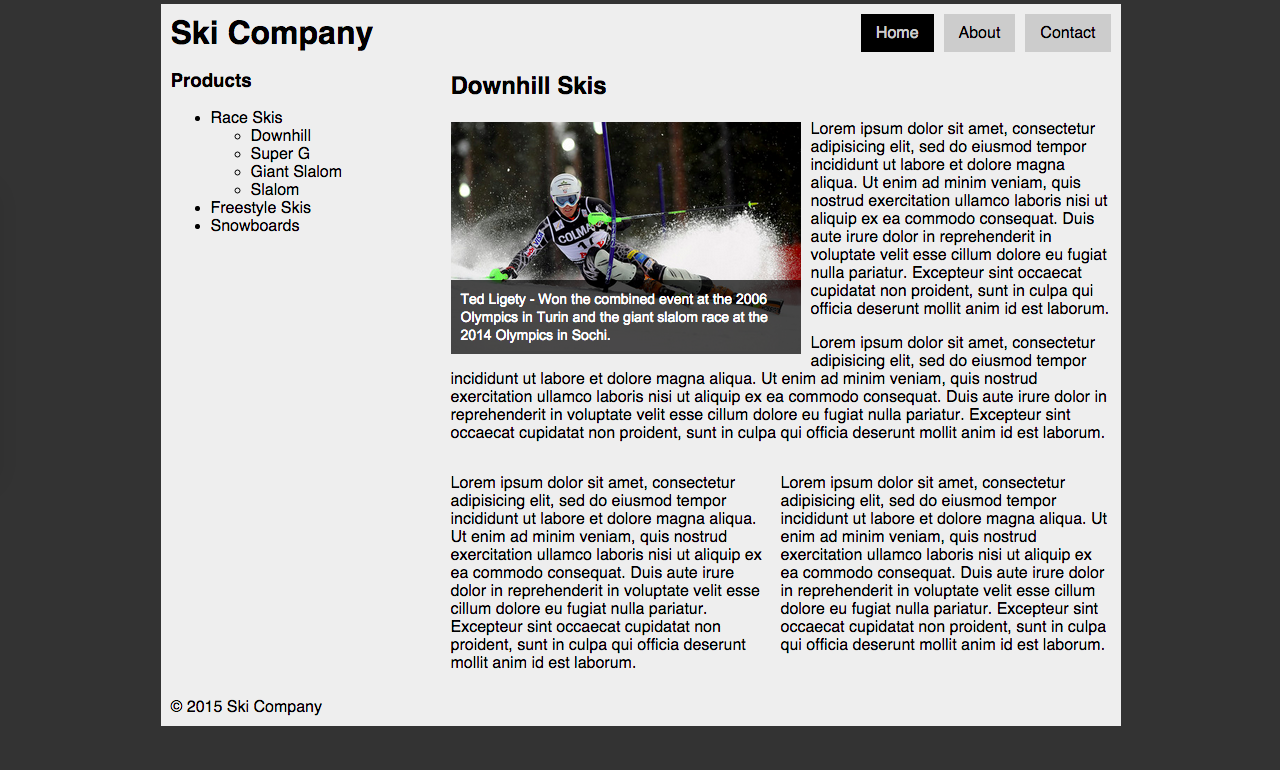 Ski Company
Home
About
Contact
Products
Race Skis
Downhill
Super G
Giant Slalom
Slalom
Freestyle Skis
Snowboards
Downhill Skis
COLMA
VISA
Ted Ligety - Won the combined event at the 2006
Olympics in Turin and the giant slalom race at the
2014 Olympics in Sochi.
Lorem ipsum dolor sit amet, consectetur
adipisicing elit, sed do eiusmod tempor
incididunt ut labore et dolore magna
aliqua. Ut enim ad minim veniam, quis
nostrud exercitation ullamco laboris nisi ut
aliquip ex ea commodo consequat. Duis
aute irure dolor in reprehenderit in
voluptate velit esse cillum dolore eu fugiat
nulla pariatur. Excepteur sint occaecat
cupidatat non proident, sunt in culpa qui
officia deserunt mollit anim id est laborum.
Lorem ipsum dolor sit amet, consectetur
adipisicing elit, sed do eiusmod tempor
incididunt ut labore et dolore magna aliqua. Ut enim ad minim veniam, quis nostrud
exercitation ullamco laboris nisi ut aliquip ex ea commodo consequat. Duis aute irure dolor in
reprehenderit in voluptate velit esse cillum dolore eu fugiat nulla pariatur. Excepteur sint
occaecat cupidatat non proident, sunt in culpa qui officia deserunt mollit anim id est laborum.
Lorem ipsum dolor sit amet, consectetur
adipisicing elit, sed do eiusmod tempor
incididunt ut labore et dolore magna aliqua.
Ut enim ad minim veniam, quis nostrud
exercitation ullamco laboris nisi ut aliquip ex
ea commodo consequat. Duis aute irure
dolor in reprehenderit in voluptate velit esse
cillum dolore eu fugiat nulla pariatur.
Excepteur sint occaecat cupidatat non
proident, sunt in culpa qui officia deserunt
mollit anim id est laborum.
Lorem ipsum dolor sit amet, consectetur
adipisicing elit, sed do eiusmod tempor
incididunt ut labore et dolore magna aliqua. Ut
enim ad minim veniam, quis nostrud
exercitation ullamco laboris nisi ut aliquip ex
ea commodo consequat. Duis aute irure dolor
in reprehenderit in voluptate velit esse cillum
dolore eu fugiat nulla pariatur. Excepteur sint
occaecat cupidatat non proident, sunt in culpa
qui officia deserunt mollit anim id est laborum.
© 2015 Ski Company